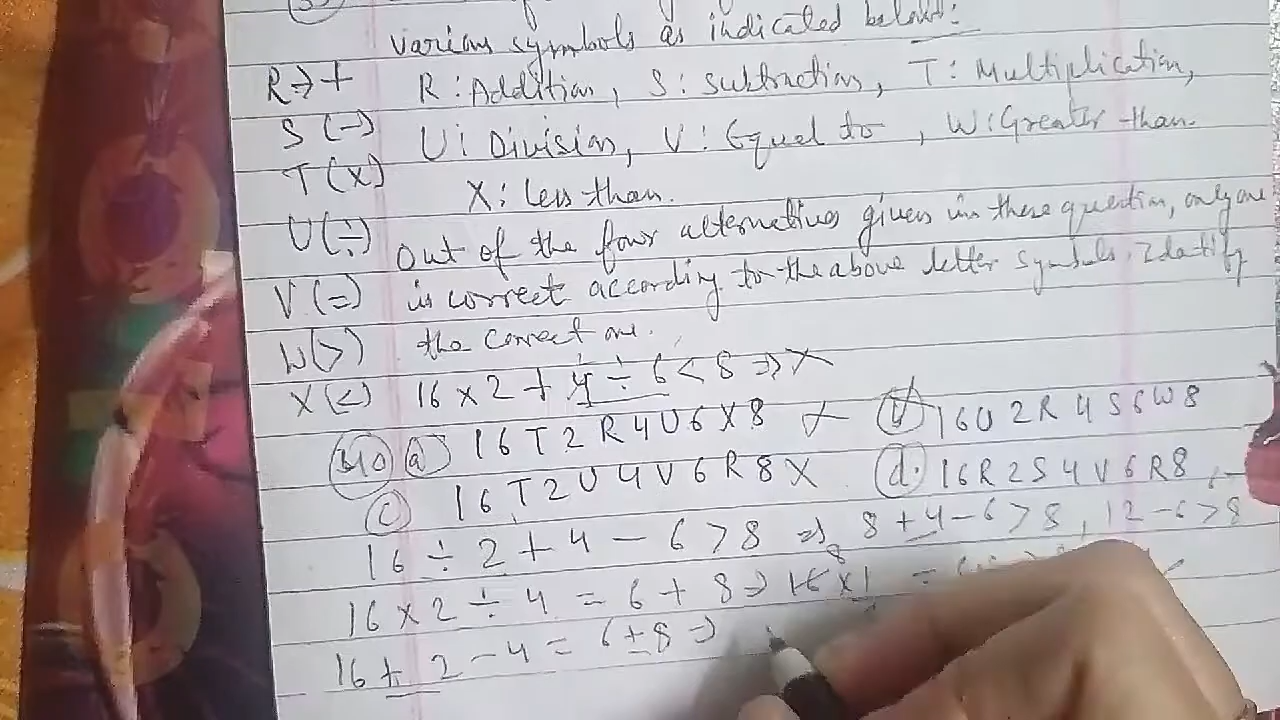 various symbols as indicated below:
R⇒+ R : Addition, S : Subtraction, T : Multiplication,
S (-) U : Division, V : Equal to , W : Greater than.
T (×) X : Less than.
U (÷) Out of the four alternatives given in these question, only one
V (=) is correct according to the above letter symbols. Identify
W(>) the correct one.
X (<) 16 × 2 + 4 ÷ 6 < 8 ⇒ ×
(a) 16 T 2 R 4 U 6 X 8 × (b) 16 U 2 R 4 S 6 W 8
(c) 16 T 2 U 4 V 6 R 8 X (d) 16 R 2 S 4 V 6 R 8
16 ÷ 2 + 4 - 6 > 8 ⇒ 8 + 4 - 6 > 8 , 12 - 6 > 8
16 × 2 ÷ 4 = 6 + 8 ⇒ 16 × 1 =
16 + 2 - 4 = 6 + 8 ⇒